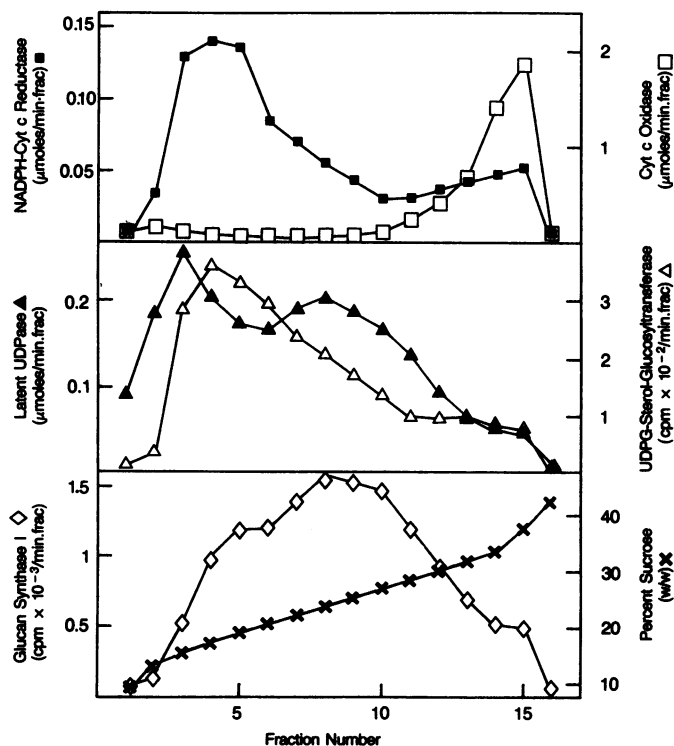 NADPH-Cyt c Reductase ■
(μmoles/min·frac)
0.15
0.10
0.05
2
1
Cyt c Oxidase □
(μmoles/min.frac)
Latent UDPase ▲
(μmoles/min.frac)
0.2
0.1
3
2
1
UDPG-Sterol-Glucosyltransferase △
(cpm × 10⁻²/min.frac)
Glucan Synthase I ◇
(cpm × 10⁻³/min.frac)
1.5
1
0.5
40
30
20
10
Percent Sucrose
(w/w) ✕
5 10 15
Fraction Number